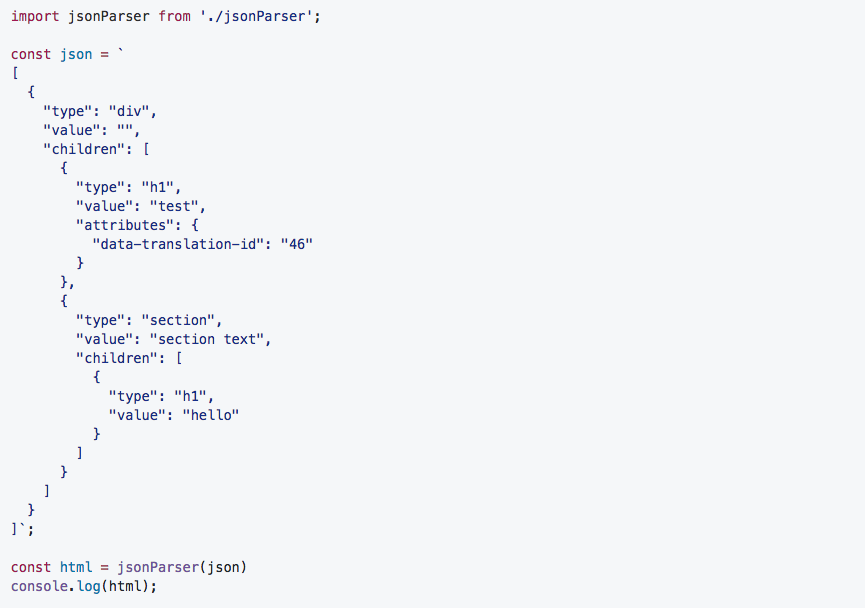 import jsonParser from './jsonParser';

const json = `
[
  {
    "type": "div",
    "value": "",
    "children": [
      {
        "type": "h1",
        "value": "test",
        "attributes": {
          "data-translation-id": "46"
        }
      },
      {
        "type": "section",
        "value": "section text",
        "children": [
          {
            "type": "h1",
            "value": "hello"
          }
        ]
      }
    ]
  }
]`;

const html = jsonParser(json)
console.log(html);